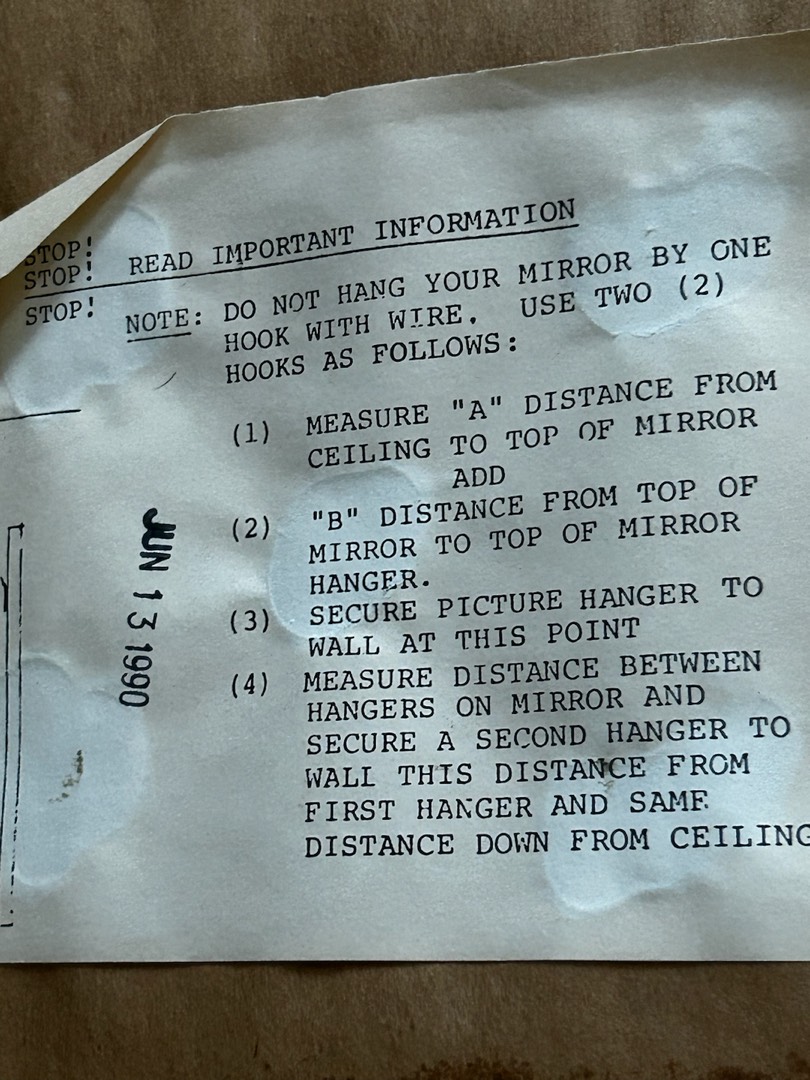 STOP!
STOP! READ IMPORTANT INFORMATION
STOP!
NOTE: DO NOT HANG YOUR MIRROR BY ONE
HOOK WITH WIRE. USE TWO (2)
HOOKS AS FOLLOWS:
(1) MEASURE "A" DISTANCE FROM
CEILING TO TOP OF MIRROR
ADD
(2) "B" DISTANCE FROM TOP OF
MIRROR TO TOP OF MIRROR
HANGER.
(3) SECURE PICTURE HANGER TO
WALL AT THIS POINT
(4) MEASURE DISTANCE BETWEEN
HANGERS ON MIRROR AND
SECURE A SECOND HANGER TO
WALL THIS DISTANCE FROM
FIRST HANGER AND SAME
DISTANCE DOWN FROM CEILING
JUN 13 1990